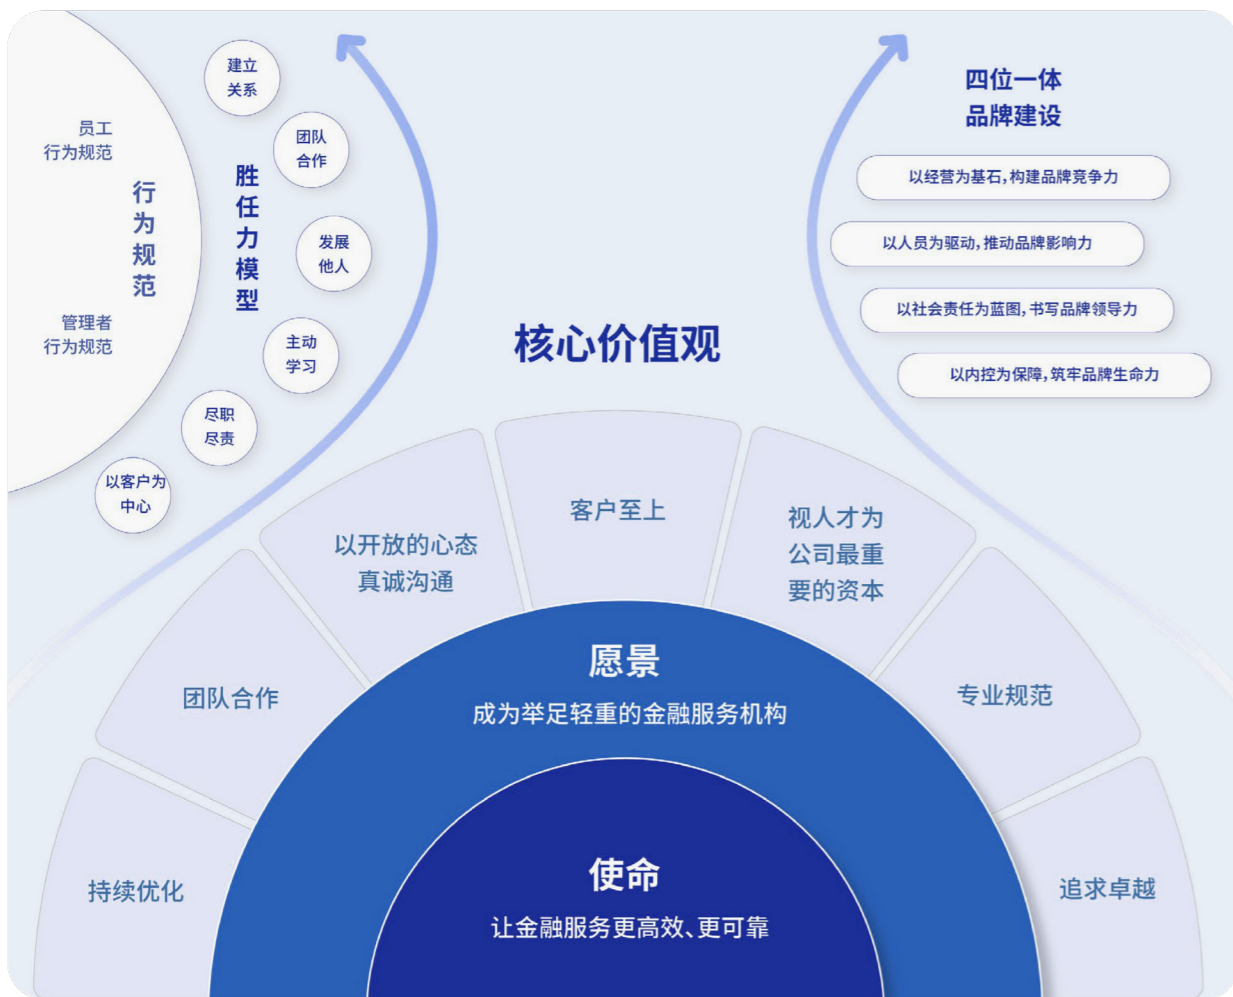 员工
行为规范
行为规范
管理者
行为规范
胜任力模型
建立
关系
团队
合作
发展
他人
主动
学习
尽职
尽责
以客户为
中心
四位一体
品牌建设
以经营为基石，构建品牌竞争力
以人员为驱动，推动品牌影响力
以社会责任为蓝图，书写品牌领导力
以内控为保障，筑牢品牌生命力
核心价值观
持续优化
团队合作
以开放的心态
真诚沟通
客户至上
视人才为
公司最重
要的资本
专业规范
追求卓越
愿景
成为举足轻重的金融服务机构
使命
让金融服务更高效、更可靠